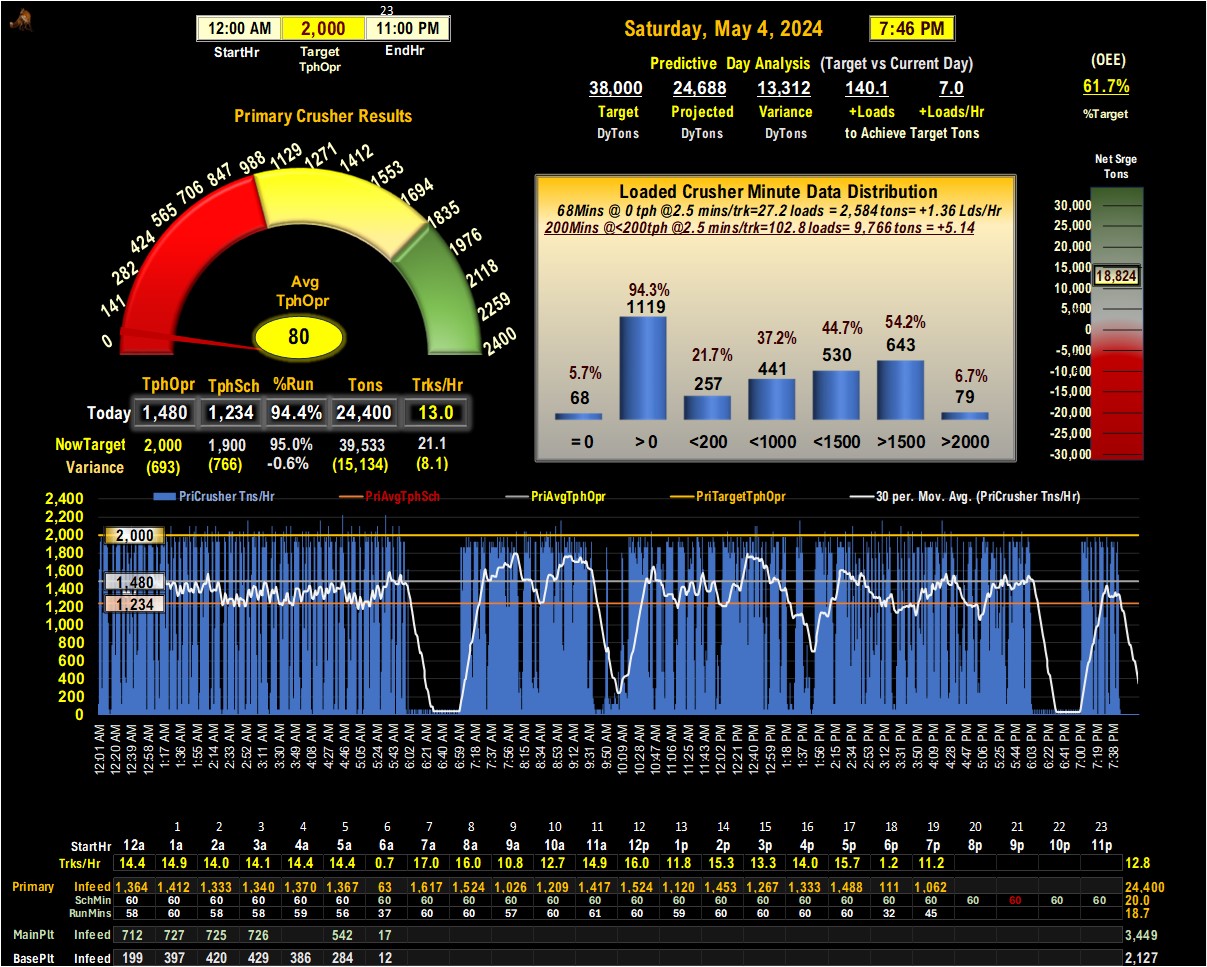 23
12:00 AM 2,000 11:00 PM
StartHr Target TphOpr EndHr
Saturday, May 4, 2024 7:46 PM
Predictive Day Analysis (Target vs Current Day)
38,000 24,688 13,312 140.1 7.0
Target Projected Variance +Loads +Loads/Hr
DyTons DyTons DyTons to Achieve Target Tons
(OEE)
61.7%
%Target
Primary Crusher Results
0 141 282 424 565 706 847 988 1129 1271 1412 1553 1694 1835 1976 2118 2259 2400
Avg
TphOpr
80
TphOpr TphSch %Run Tons Trks/Hr
Today 1,480 1,234 94.4% 24,400 13.0
NowTarget 2,000 1,900 95.0% 39,533 21.1
Variance (693) (766) -0.6% (15,134) (8.1)
Loaded Crusher Minute Data Distribution
68Mins @ 0 tph @2.5 mins/trk=27.2 loads = 2,584 tons= +1.36 Lds/Hr
200Mins @<200tph @2.5 mins/trk=102.8 loads= 9,766 tons = +5.14
5.7% 94.3% 21.7% 37.2% 44.7% 54.2% 6.7%
68 1119 257 441 530 643 79
= 0 > 0 <200 <1000 <1500 >1500 >2000
Net Srge
Tons
30,000
25,000
20,000
15,000
18,824
10,000
5,000
0
-5,000
-10,000
-15,000
-20,000
-25,000
-30,000
PriCrusher Tns/Hr PriAvgTphSch PriAvgTphOpr PriTargetTphOpr 30 per. Mov. Avg. (PriCrusher Tns/Hr)
2,400
2,200
2,000
1,800
1,600
1,400
1,200
1,000
800
600
400
200
0
2,000
1,480
1,234
12:01 AM 12:20 AM 12:39 AM 12:58 AM 1:17 AM 1:36 AM 1:55 AM 2:14 AM 2:33 AM 2:52 AM 3:11 AM 3:30 AM 3:49 AM 4:08 AM 4:27 AM 4:46 AM 5:05 AM 5:24 AM 5:43 AM 6:02 AM 6:21 AM 6:40 AM 6:59 AM 7:18 AM 7:37 AM 7:56 AM 8:15 AM 8:34 AM 8:53 AM 9:12 AM 9:31 AM 9:50 AM 10:09 AM 10:28 AM 10:47 AM 11:06 AM 11:25 AM 11:43 AM 12:02 PM 12:21 PM 12:40 PM 12:59 PM 1:18 PM 1:37 PM 1:56 PM 2:15 PM 2:34 PM 2:53 PM 3:12 PM 3:31 PM 3:50 PM 4:09 PM 4:28 PM 4:47 PM 5:06 PM 5:25 PM 5:44 PM 6:03 PM 6:22 PM 6:41 PM 7:00 PM 7:19 PM 7:38 PM
1 2 3 4 5 6 7 8 9 10 11 12 13 14 15 16 17 18 19 20 21 22 23
StartHr 12a 1a 2a 3a 4a 5a 6a 7a 8a 9a 10a 11a 12p 1p 2p 3p 4p 5p 6p 7p 8p 9p 10p 11p
Trks/Hr 14.4 14.9 14.0 14.1 14.4 14.4 0.7 17.0 16.0 10.8 12.7 14.9 16.0 11.8 15.3 13.3 14.0 15.7 1.2 11.2 12.8
Primary Infeed 1,364 1,412 1,333 1,340 1,370 1,367 63 1,617 1,524 1,026 1,209 1,417 1,524 1,120 1,453 1,267 1,333 1,488 111 1,062 24,400
SchMin 60 60 60 60 60 60 60 60 60 60 60 60 60 60 60 60 60 60 60 60 60 60 60 60 20.0
RunMins 58 60 58 58 59 56 37 60 60 57 60 61 60 59 60 60 60 60 32 45 18.7
MainPlt Infeed 712 727 725 726 542 17 3,449
BasePlt Infeed 199 397 420 429 386 284 12 2,127